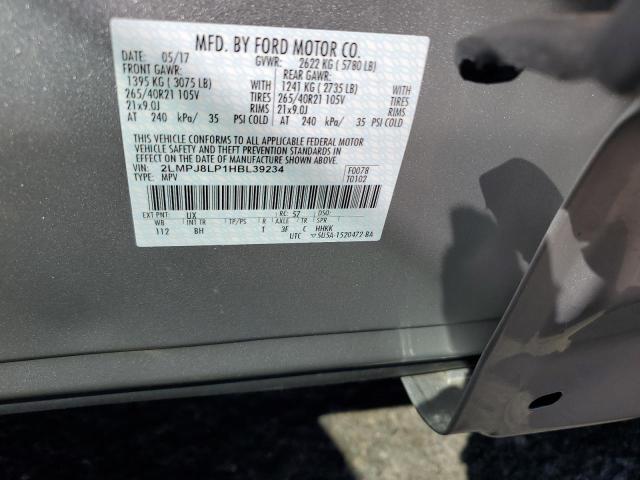 MFD. BY FORD MOTOR CO.
DATE: 05/17 GVWR: 2622 KG ( 5780 LB)
FRONT GAWR: REAR GAWR:
1395 KG ( 3075 LB) 1241 KG ( 2735 LB)
265/40R21 105V TIRES 265/40R21 105V TIRES
21x9.0J RIMS 21x9.0J RIMS
AT 240 kPa/ 35 PSI COLD AT 240 kPa/ 35 PSI COLD
THIS VEHICLE CONFORMS TO ALL APPLICABLE FEDERAL MOTOR
VEHICLE SAFETY AND THEFT PREVENTION STANDARDS IN EFFECT ON
THE DATE OF MANUFACTURE SHOWN ABOVE.
VIN: 2LMPJ8LP1HBL39234 F0078
TYPE: MPV T0102
EXT PNT: UX RC: 57 DSO:
WB INT TR TP/PS R AXLE TR SPR
112 BH 1 3F C HHKK
UTC 5U5A-1520472-BA